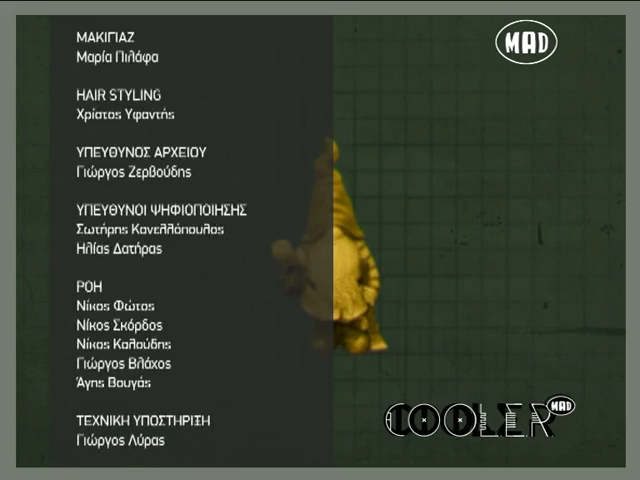 ΜΑΚΙΓΙΑΖ
Μαρία Πιλάφα
HAIR STYLING
Χρίστος Υφαντής
ΥΠΕΥΘΥΝΟΣ ΑΡΧΕΙΟΥ
Γιώργος Ζερβούδης
ΥΠΕΥΘΥΝΟΙ ΨΗΦΙΟΠΟΙΗΣΗΣ
Σωτήρης Κανελλόπουλος
Ηλίας Δατήρας
ΡΟΗ
Νίκος Φώτος
Νίκος Σκόρδος
Νίκος Καλούδης
Γιώργος Βλάχος
Άγης Βουγάς
ΤΕΧΝΙΚΗ ΥΠΟΣΤΗΡΙΞΗ
Γιώργος Λύρας
MAD
COOLER
MAD